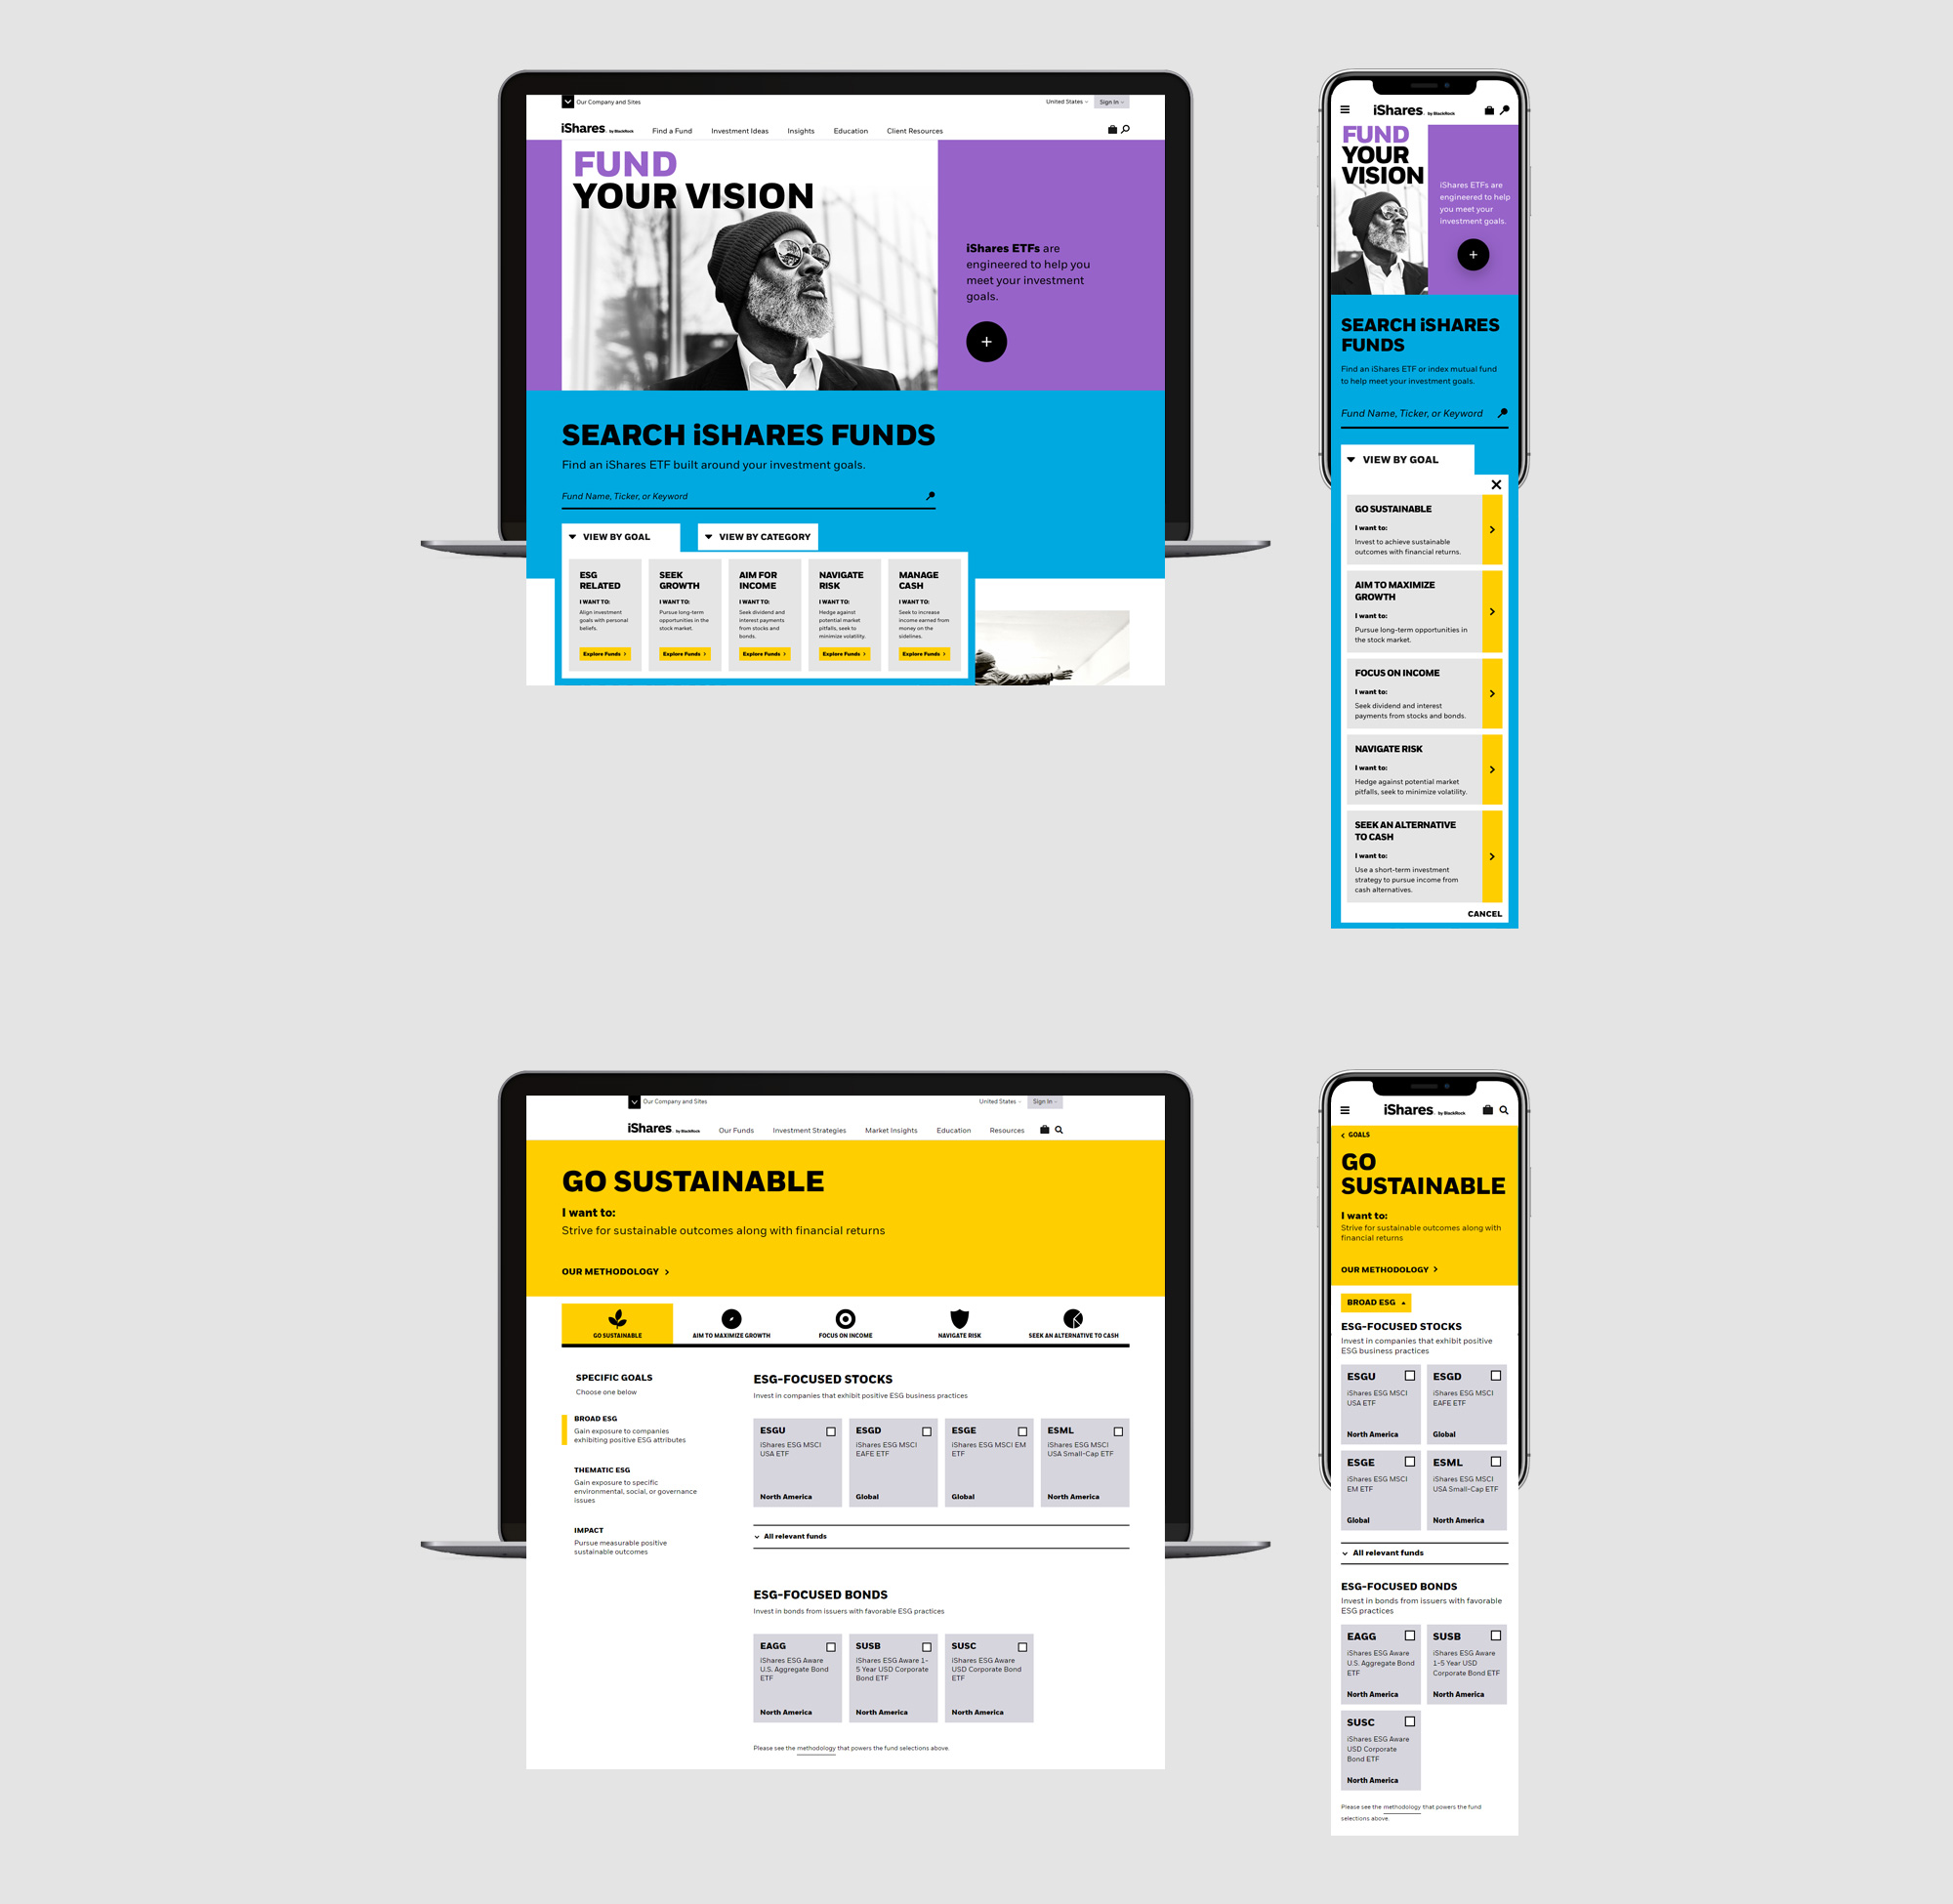 Our Company and Sites
United States
Sign In
iShares. by BlackRock
Find a Fund
Investment Ideas
Insights
Education
Client Resources
FUND
YOUR VISION
iShares ETFs are
engineered to help you
meet your investment
goals.
SEARCH iSHARES FUNDS
Find an iShares ETF built around your investment goals.
Fund Name, Ticker, or Keyword
VIEW BY GOAL
VIEW BY CATEGORY
ESG
RELATED
I WANT TO:
Align investment
goals with personal
beliefs.
Explore Funds
SEEK
GROWTH
I WANT TO:
Pursue long-term
opportunities in the
stock market.
Explore Funds
AIM FOR
INCOME
I WANT TO:
Seek dividend and
interest payments
from stocks and
bonds.
Explore Funds
NAVIGATE
RISK
I WANT TO:
Hedge against
potential market
pitfalls, seek to
minimize volatility.
Explore Funds
MANAGE
CASH
I WANT TO:
Seek to increase
income earned from
money on the
sidelines.
Explore Funds
iShares. by BlackRock
FUND
YOUR
VISION
iShares ETFs are
engineered to help
you meet your
investment goals.
SEARCH iSHARES
FUNDS
Find an iShares ETF or index mutual fund
to help meet your investment goals.
Fund Name, Ticker, or Keyword
VIEW BY GOAL
GO SUSTAINABLE
I want to:
Invest to achieve sustainable
outcomes with financial returns.
AIM TO MAXIMIZE
GROWTH
I want to:
Pursue long-term opportunities in
the stock market.
FOCUS ON INCOME
I want to:
Seek dividend and interest
payments from stocks and bonds.
NAVIGATE RISK
I want to:
Hedge against potential market
pitfalls, seek to minimize volatility.
SEEK AN ALTERNATIVE
TO CASH
I want to:
Use a short-term investment
strategy to pursue income from
cash alternatives.
CANCEL
Our Company and Sites
United States
Sign In
iShares. by BlackRock
Our Funds
Investment Strategies
Market Insights
Education
Resources
GO SUSTAINABLE
I want to:
Strive for sustainable outcomes along with financial returns
OUR METHODOLOGY
GO SUSTAINABLE
AIM TO MAXIMIZE GROWTH
FOCUS ON INCOME
NAVIGATE RISK
SEEK AN ALTERNATIVE TO CASH
SPECIFIC GOALS
Choose one below
BROAD ESG
Gain exposure to companies
exhibiting positive ESG attributes
THEMATIC ESG
Gain exposure to specific
environmental, social, or governance
issues
IMPACT
Pursue measurable positive
sustainable outcomes
ESG-FOCUSED STOCKS
Invest in companies that exhibit positive ESG business practices
ESGU
iShares ESG MSCI
USA ETF
North America
ESGD
iShares ESG MSCI
EAFE ETF
Global
ESGE
iShares ESG MSCI EM
ETF
Global
ESML
iShares ESG MSCI
USA Small-Cap ETF
North America
All relevant funds
ESG-FOCUSED BONDS
Invest in bonds from issuers with favorable ESG practices
EAGG
iShares ESG Aware
U.S. Aggregate Bond
ETF
North America
SUSB
iShares ESG Aware 1-
5 Year USD Corporate
Bond ETF
North America
SUSC
iShares ESG Aware
USD Corporate Bond
ETF
North America
Please see the methodology that powers the fund selections above.
iShares. by BlackRock
GOALS
GO
SUSTAINABLE
I want to:
Strive for sustainable outcomes along with
financial returns
OUR METHODOLOGY
BROAD ESG
ESG-FOCUSED STOCKS
Invest in companies that exhibit positive
ESG business practices
ESGU
iShares ESG MSCI
USA ETF
North America
ESGD
iShares ESG MSCI
EAFE ETF
Global
ESGE
iShares ESG MSCI
EM ETF
Global
ESML
iShares ESG MSCI
USA Small-Cap ETF
North America
All relevant funds
ESG-FOCUSED BONDS
Invest in bonds from issuers with favorable
ESG practices
EAGG
iShares ESG Aware
U.S. Aggregate Bond
ETF
North America
SUSB
iShares ESG Aware
1-5 Year USD
Corporate Bond ETF
North America
SUSC
iShares ESG Aware
USD Corporate
Bond ETF
North America
Please see the methodology that powers the fund
selections above.